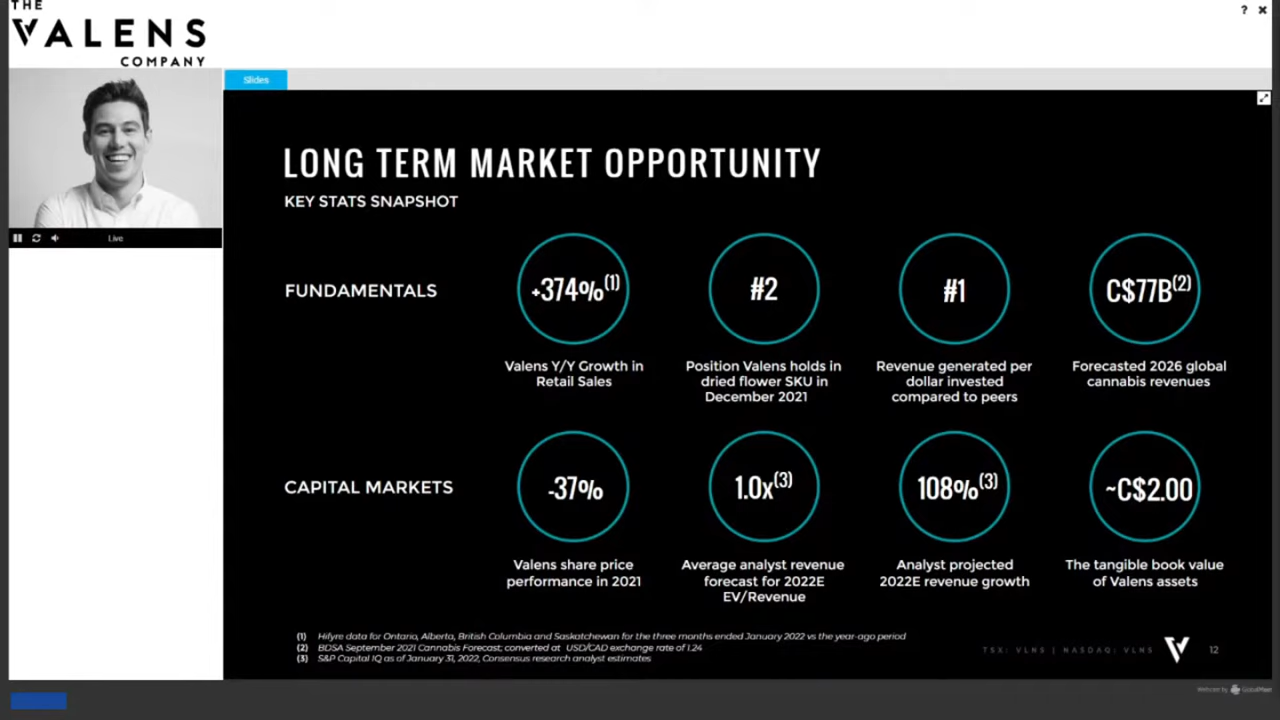 THE
VALENS
COMPANY
? ×
Slides
Live
LONG TERM MARKET OPPORTUNITY
KEY STATS SNAPSHOT
FUNDAMENTALS
+374%(1)
#2
#1
C$77B(2)
Valens Y/Y Growth in
Retail Sales
Position Valens holds in
dried flower SKU in
December 2021
Revenue generated per
dollar invested
compared to peers
Forecasted 2026 global
cannabis revenues
CAPITAL MARKETS
-37%
1.0x(3)
108%(3)
~C$2.00
Valens share price
performance in 2021
Average analyst revenue
forecast for 2022E
EV/Revenue
Analyst projected
2022E revenue growth
The tangible book value
of Valens assets
(1) Hifyre data for Ontario, Alberta, British Columbia and Saskatchewan for the three months ended January 2022 vs the year-ago period
(2) BDSA September 2021 Cannabis Forecast; converted at USD/CAD exchange rate of 1.24
(3) S&P Capital IQ as of January 31, 2022, Consensus research analyst estimates
TSX: VLNS | NASDAQ: VLNS
12
Webcast by GlobalMeet